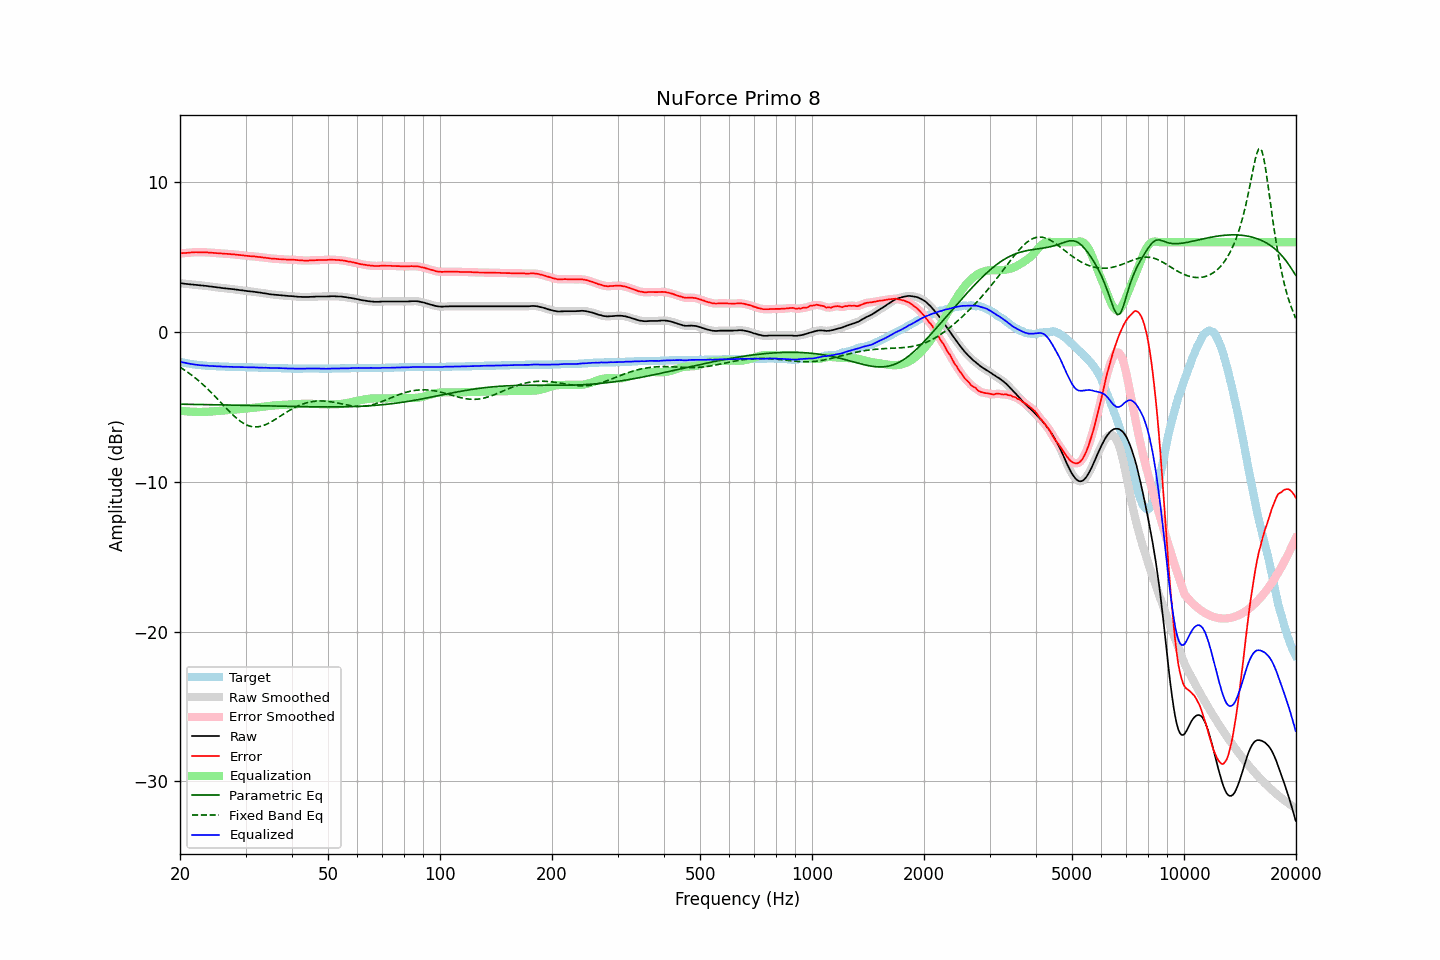 NuForce Primo 8
Amplitude (dBr)
10
0
−10
−20
−30
Target
Raw Smoothed
Error Smoothed
Raw
Error
Equalization
Parametric Eq
Fixed Band Eq
Equalized
20 50 100 200 500 1000 2000 5000 10000 20000
Frequency (Hz)